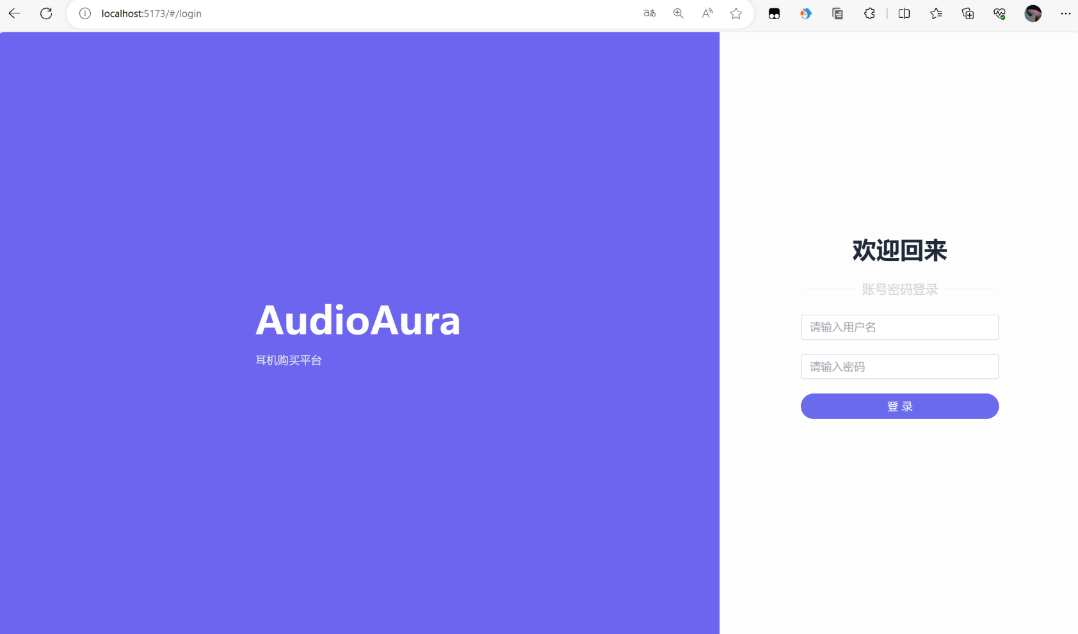 localhost:5173/#/login
AudioAura
耳机购买平台
欢迎回来
账号密码登录
请输入用户名
请输入密码
登 录